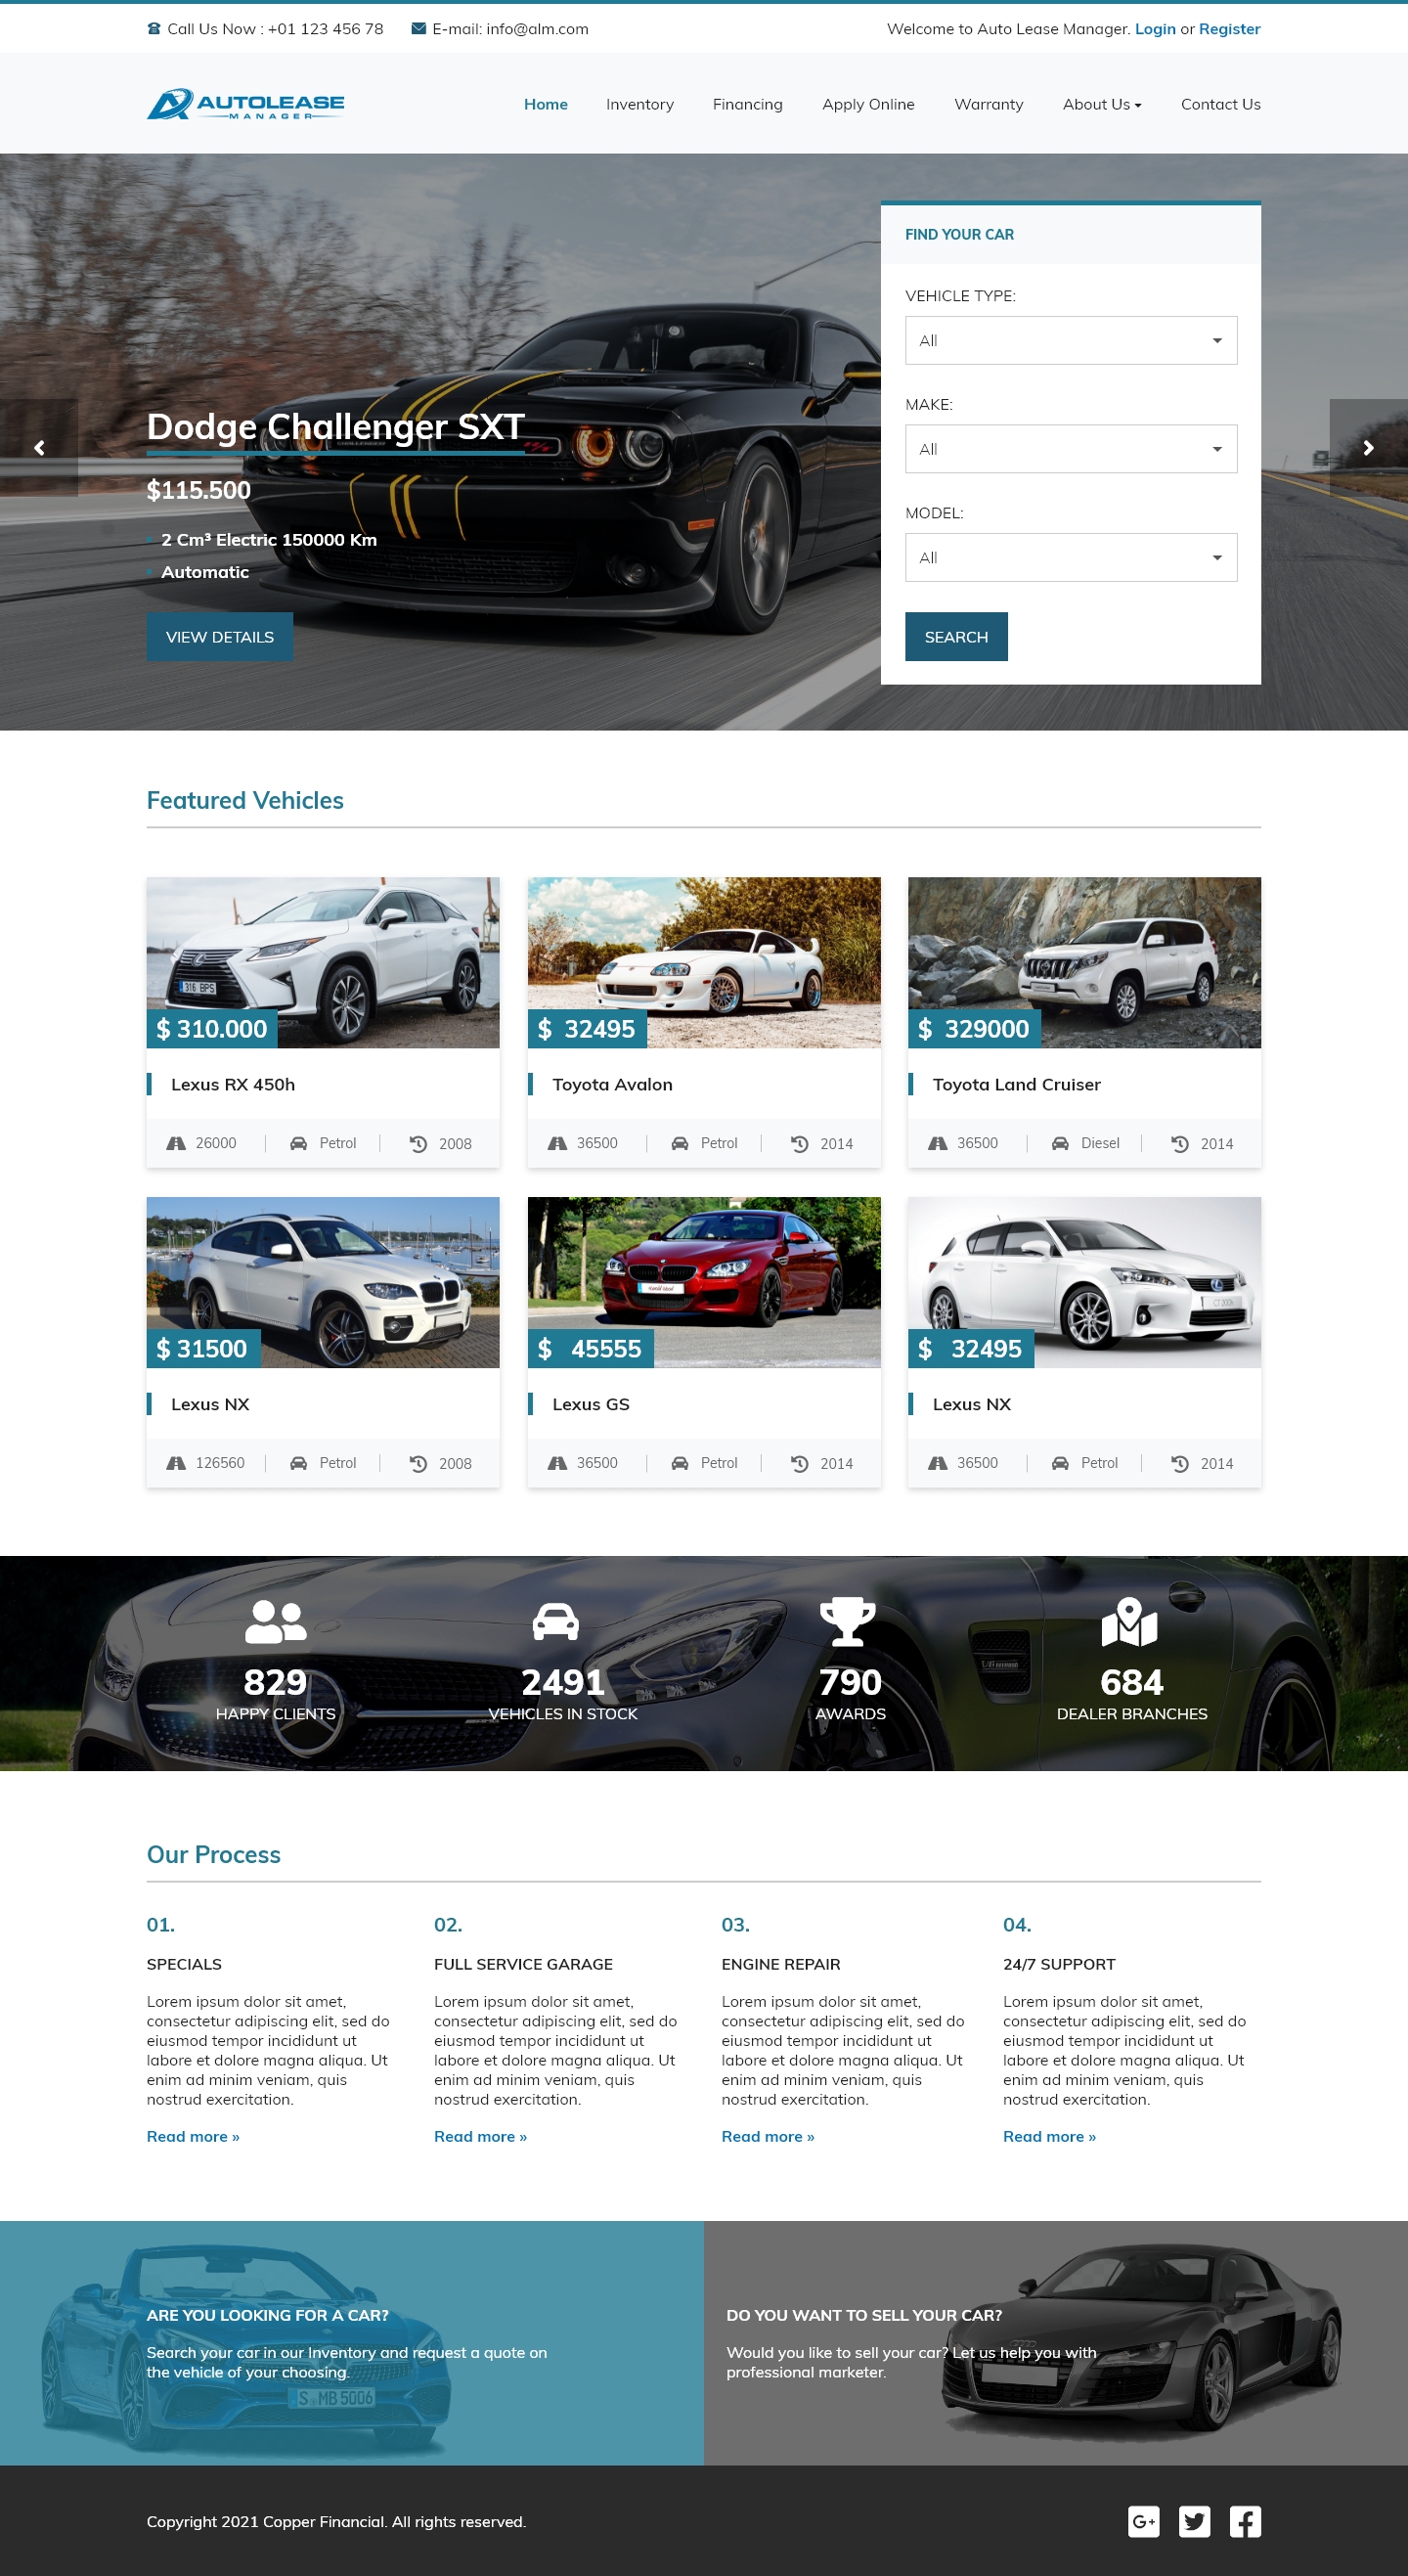 Call Us Now : +01 123 456 78
E-mail: info@alm.com
Welcome to Auto Lease Manager. Login or Register
AUTOLEASE
MANAGER
Home
Inventory
Financing
Apply Online
Warranty
About Us
Contact Us
FIND YOUR CAR
VEHICLE TYPE:
All
MAKE:
All
MODEL:
All
SEARCH
Dodge Challenger SXT
$115.500
2 Cm³ Electric 150000 Km
Automatic
VIEW DETAILS
Featured Vehicles
316 BPS
$ 310.000
$ 32495
$ 329000
Lexus RX 450h
Toyota Avalon
Toyota Land Cruiser
26000
Petrol
2008
36500
Petrol
2014
36500
Diesel
2014
$ 31500
$ 45555
$ 32495
Lexus NX
Lexus GS
Lexus NX
126560
Petrol
2008
36500
Petrol
2014
36500
Petrol
2014
829
HAPPY CLIENTS
2491
VEHICLES IN STOCK
790
AWARDS
684
DEALER BRANCHES
Our Process
01.
SPECIALS
Lorem ipsum dolor sit amet,
consectetur adipiscing elit, sed do
eiusmod tempor incididunt ut
labore et dolore magna aliqua. Ut
enim ad minim veniam, quis
nostrud exercitation.
Read more »
02.
FULL SERVICE GARAGE
Lorem ipsum dolor sit amet,
consectetur adipiscing elit, sed do
eiusmod tempor incididunt ut
labore et dolore magna aliqua. Ut
enim ad minim veniam, quis
nostrud exercitation.
Read more »
03.
ENGINE REPAIR
Lorem ipsum dolor sit amet,
consectetur adipiscing elit, sed do
eiusmod tempor incididunt ut
labore et dolore magna aliqua. Ut
enim ad minim veniam, quis
nostrud exercitation.
Read more »
04.
24/7 SUPPORT
Lorem ipsum dolor sit amet,
consectetur adipiscing elit, sed do
eiusmod tempor incididunt ut
labore et dolore magna aliqua. Ut
enim ad minim veniam, quis
nostrud exercitation.
Read more »
ARE YOU LOOKING FOR A CAR?
Search your car in our Inventory and request a quote on
the vehicle of your choosing.
S MB 5006
DO YOU WANT TO SELL YOUR CAR?
Would you like to sell your car? Let us help you with
professional marketer.
Copyright 2021 Copper Financial. All rights reserved.